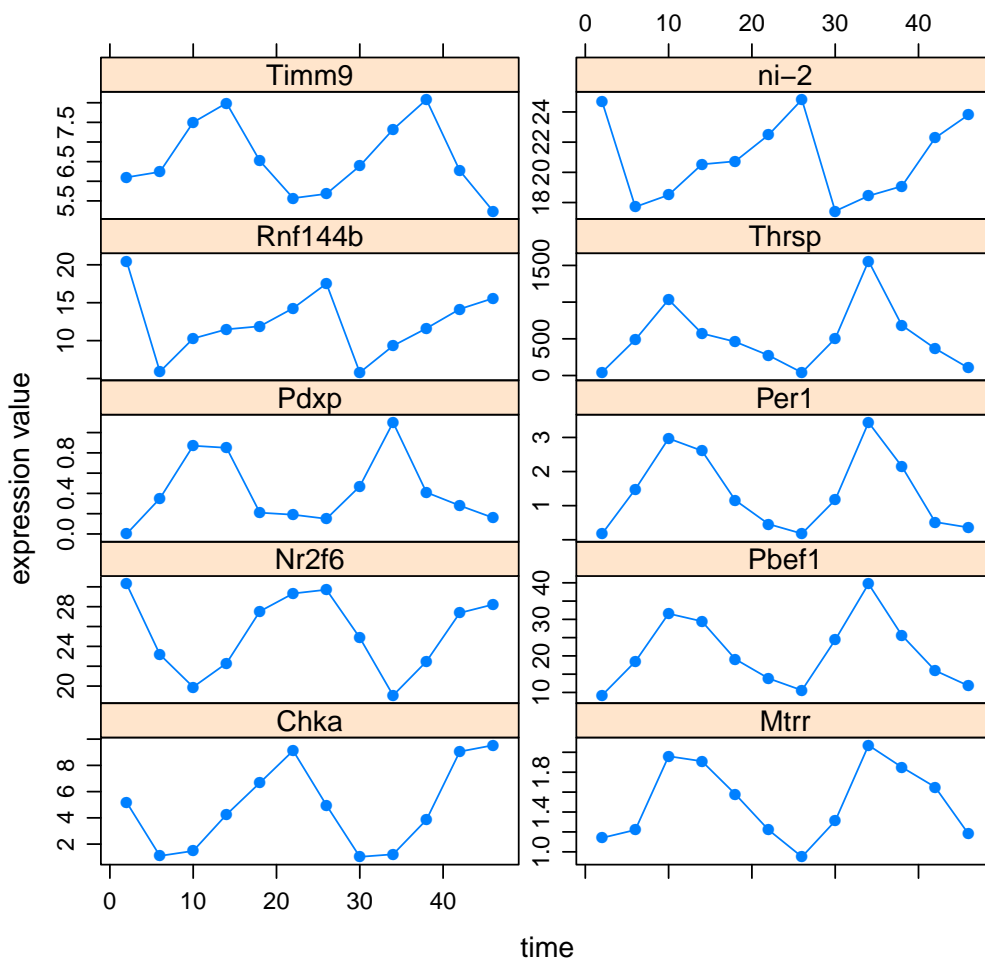 0 20 40
Timm9
ni−2
5.5 6.5 7.5
18 20 22 24
Rnf144b
Thrsp
10 15 20
0 500 1500
Pdxp
Per1
0.0 0.4 0.8
1 2 3
Nr2f6
Pbef1
20 24 28
10 20 30 40
Chka
Mtrr
2 4 6 8
1.0 1.4 1.8
0 10 20 30 40
expression value
time